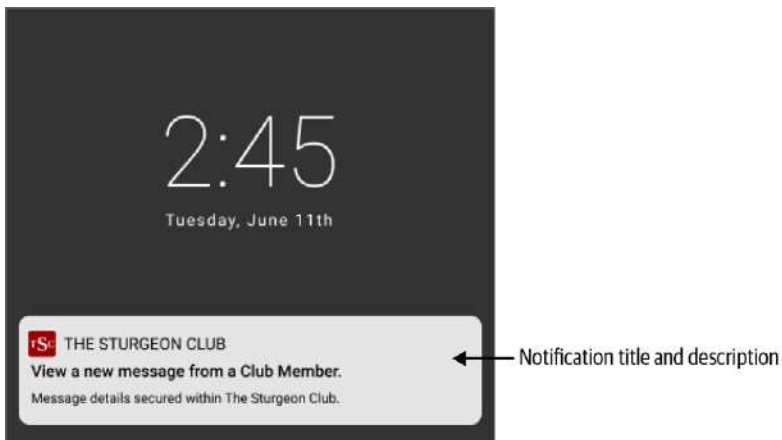 2:45
Tuesday, June 11th
TSC THE STURGEON CLUB
View a new message from a Club Member.
Message details secured within The Sturgeon Club.
Notification title and description